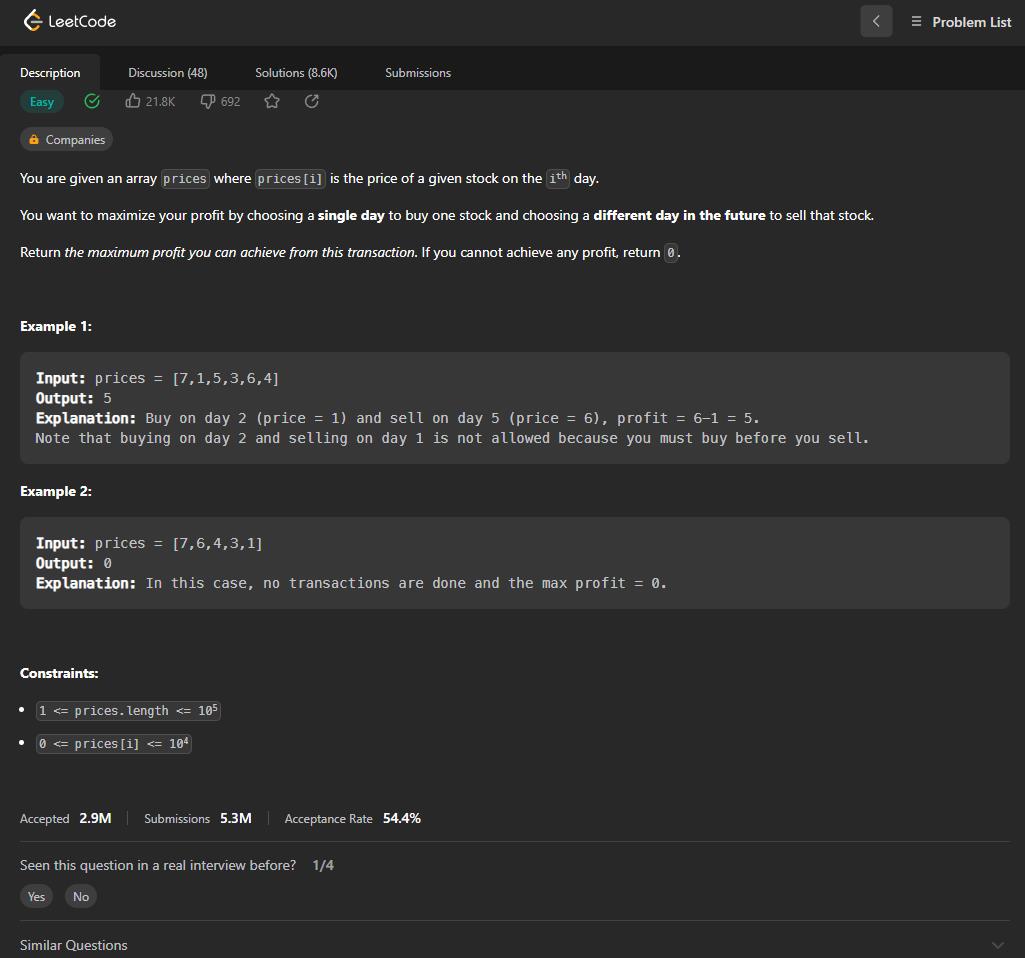 LeetCode
Problem List
Description
Discussion (48)
Solutions (8.6K)
Submissions
Easy
21.8K
692
Companies
You are given an array prices where prices[i] is the price of a given stock on the ith day.
You want to maximize your profit by choosing a single day to buy one stock and choosing a different day in the future to sell that stock.
Return the maximum profit you can achieve from this transaction. If you cannot achieve any profit, return 0.
Example 1:
Input: prices = [7,1,5,3,6,4]
Output: 5
Explanation: Buy on day 2 (price = 1) and sell on day 5 (price = 6), profit = 6-1 = 5.
Note that buying on day 2 and selling on day 1 is not allowed because you must buy before you sell.
Example 2:
Input: prices = [7,6,4,3,1]
Output: 0
Explanation: In this case, no transactions are done and the max profit = 0.
Constraints:
• 1 <= prices.length <= 10⁵
• 0 <= prices[i] <= 10⁴
Accepted 2.9M
Submissions 5.3M
Acceptance Rate 54.4%
Seen this question in a real interview before? 1/4
Yes
No
Similar Questions